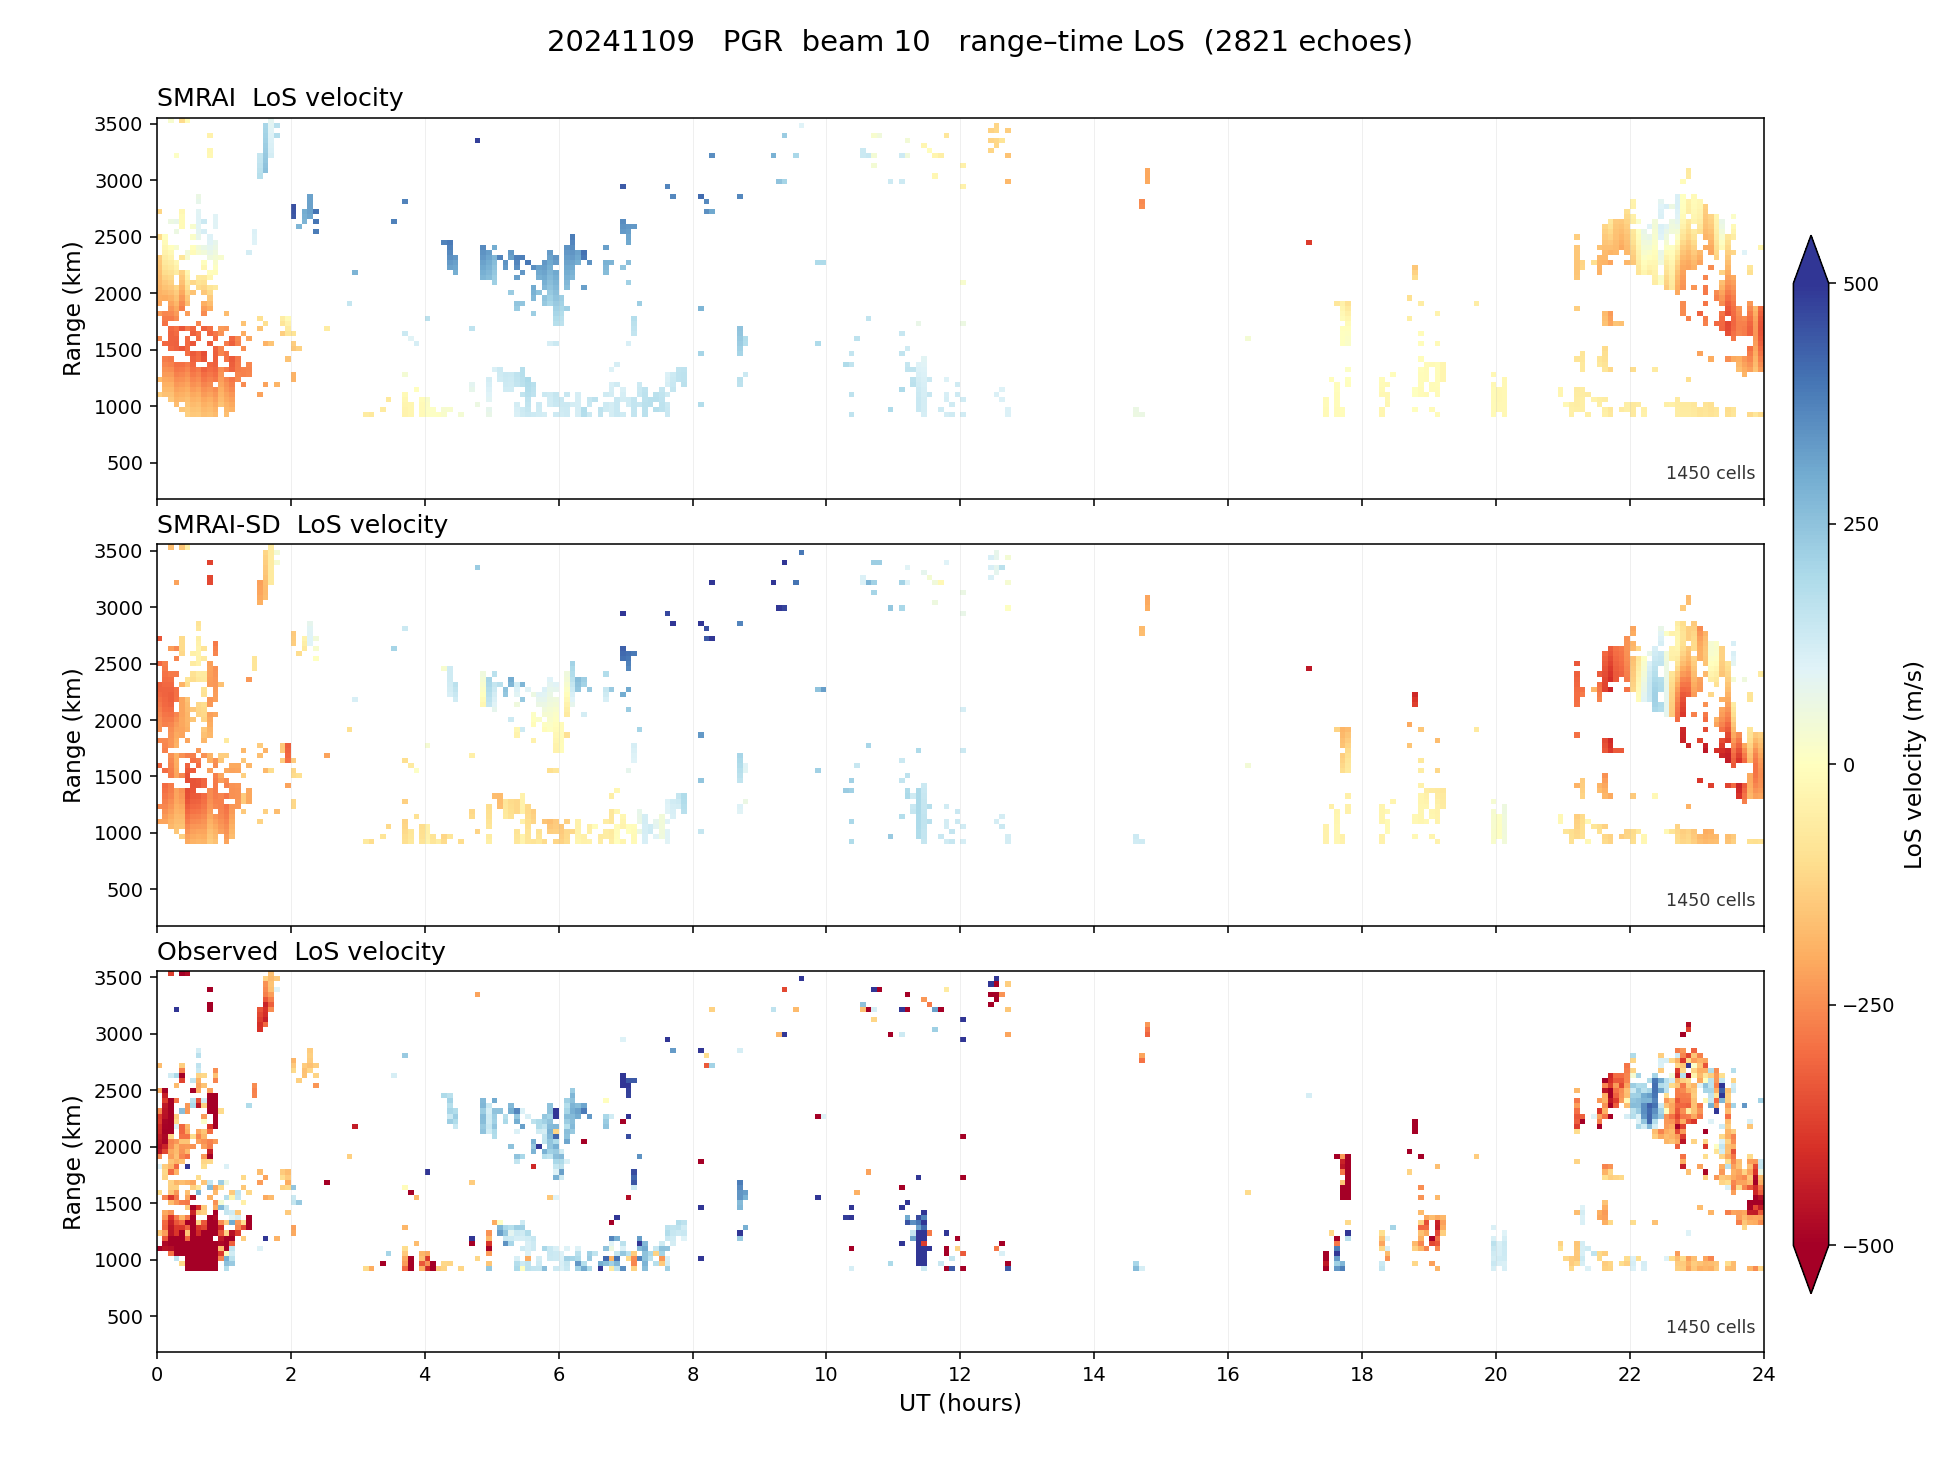 20241109 PGR beam 10 range–time LoS (2821 echoes)
SMRAI LoS velocity
3500
3000
2500
2000
1500
1000
500
Range (km)
1450 cells
SMRAI-SD LoS velocity
3500
3000
2500
2000
1500
1000
500
Range (km)
1450 cells
Observed LoS velocity
3500
3000
2500
2000
1500
1000
500
Range (km)
1450 cells
0 2 4 6 8 10 12 14 16 18 20 22 24
UT (hours)
500
250
0
−250
−500
LoS velocity (m/s)